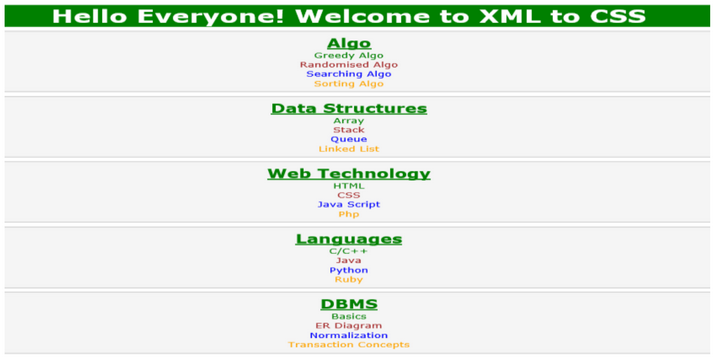 Hello Everyone! Welcome to XML to CSS
Algo
Greedy Algo
Randomised Algo
Searching Algo
Sorting Algo
Data Structures
Array
Stack
Queue
Linked List
Web Technology
HTML
CSS
Java Script
Php
Languages
C/C++
Java
Python
Ruby
DBMS
Basics
ER Diagram
Normalization
Transaction Concepts